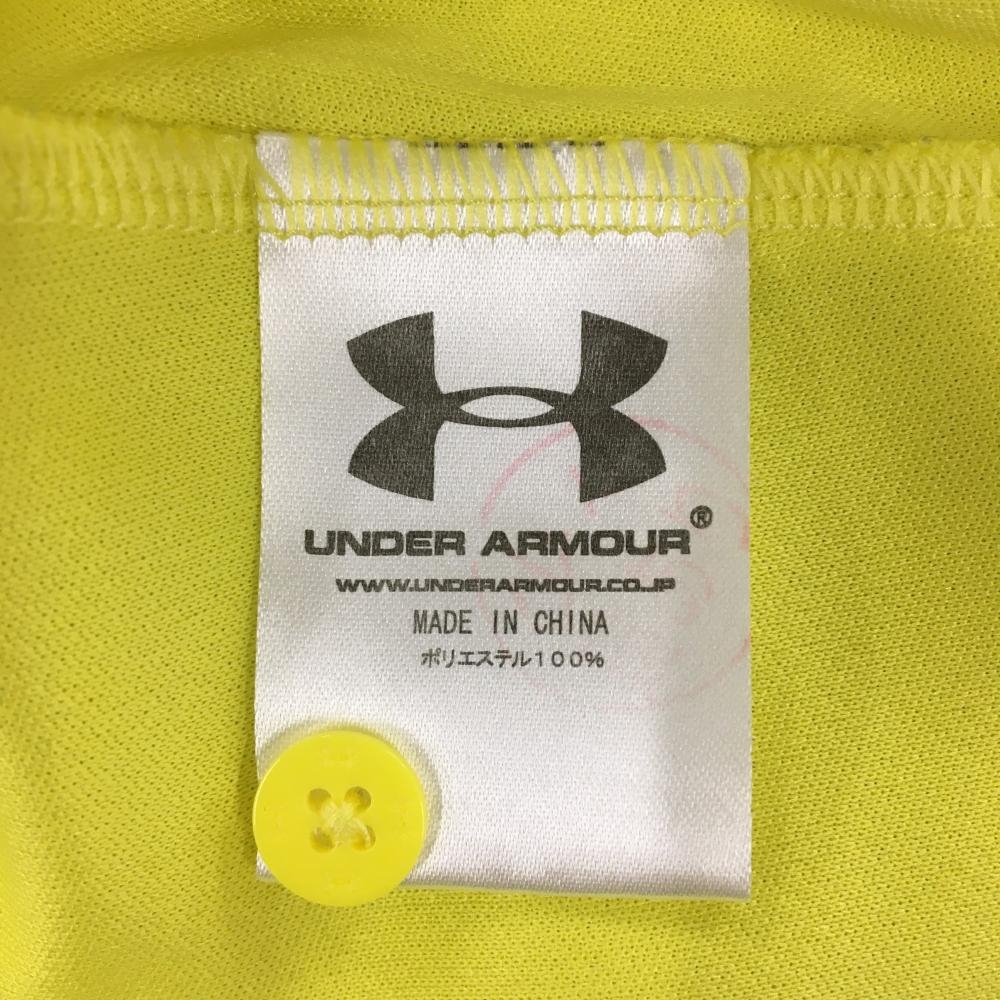 UNDER ARMOUR®
WWW.UNDERARMOUR.CO.JP
MADE IN CHINA
ポリエステル100%